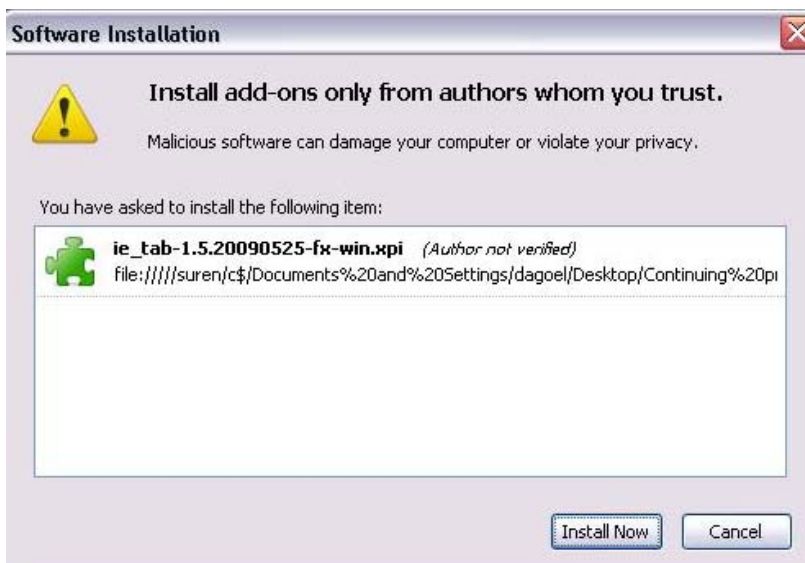 Software Installation
Install add-ons only from authors whom you trust.
Malicious software can damage your computer or violate your privacy.
You have asked to install the following item:
ie_tab-1.5.20090525-fx-win.xpi (Author not verified)
file://///suren/c$/Documents%20and%20Settings/dagoel/Desktop/Continuing%20
Install Now Cancel